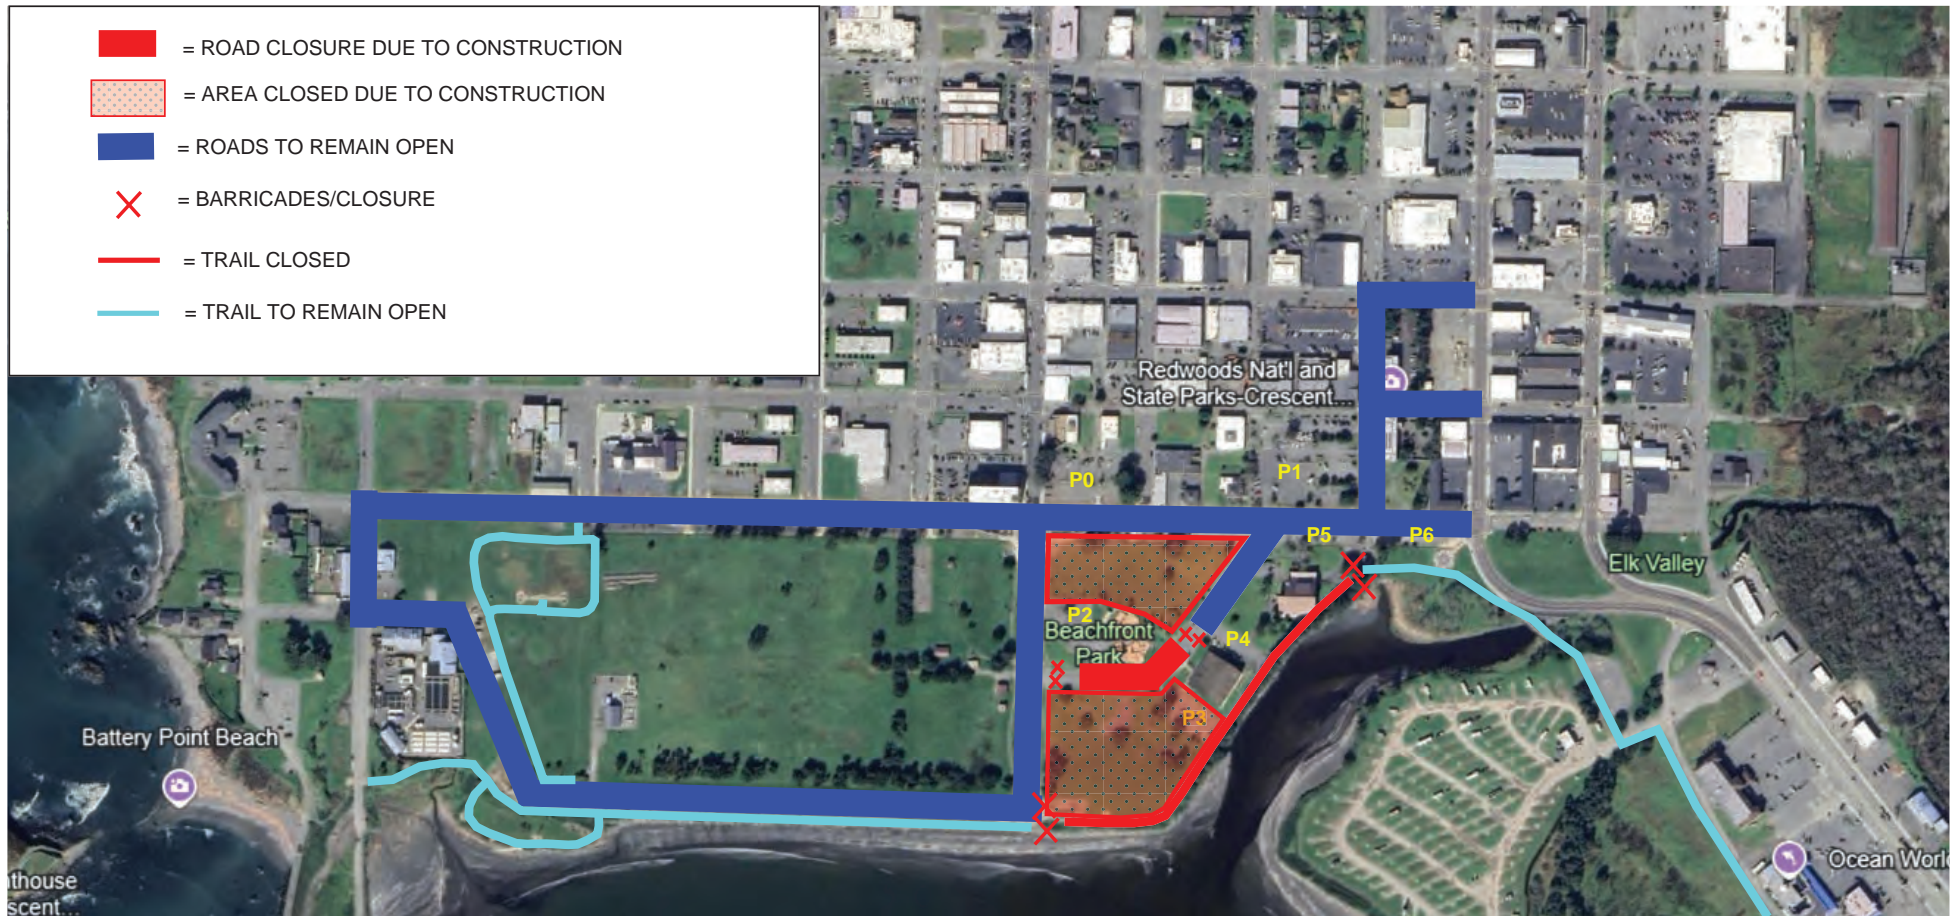 = ROAD CLOSURE DUE TO CONSTRUCTION
= AREA CLOSED DUE TO CONSTRUCTION
= ROADS TO REMAIN OPEN
= BARRICADES/CLOSURE
= TRAIL CLOSED
= TRAIL TO REMAIN OPEN
Redwoods Nat'l and
State Parks-Crescent...
P0
P1
P5
P6
Elk Valley
P2
Beachfront
Park
P4
P3
Battery Point Beach
Ocean World
nthouse
scent...